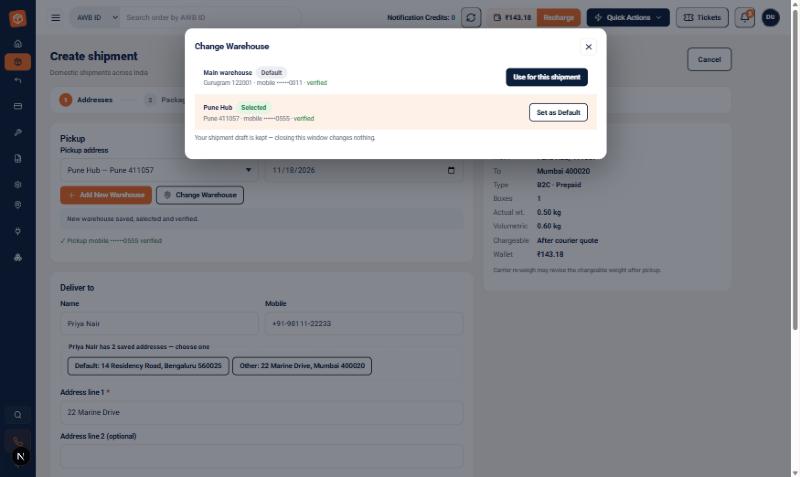 AWB ID
Search order by AWB ID
Notification Credits: 0
₹143.18
Recharge
Quick Actions
Tickets
DU
Create shipment
Domestic shipments across India
Cancel
1 Addresses
2
Change Warehouse
Main warehouse Default
Gurugram 122001 · mobile ••••••0011 · verified
Use for this shipment
Pune Hub Selected
Pune 411057 · mobile ••••••0555 · verified
Set as Default
Your shipment draft is kept — closing this window changes nothing.
Pickup
Pickup address
Pune Hub — Pune 411057
11/18/2026
+ Add New Warehouse
Change Warehouse
New warehouse saved, selected and verified.
✓ Pickup mobile ••••••0555 verified
To Mumbai 400020
Type B2C · Prepaid
Boxes 1
Actual wt. 0.50 kg
Volumetric 0.60 kg
Chargeable After courier quote
Wallet ₹143.18
Carrier re-weigh may revise the chargeable weight after pickup.
Deliver to
Name
Mobile
Priya Nair
+91-98111-22233
Priya Nair has 2 saved addresses — choose one
Default: 14 Residency Road, Bengaluru 560025
Other: 22 Marine Drive, Mumbai 400020
Address line 1 *
22 Marine Drive
Address line 2 (optional)
N